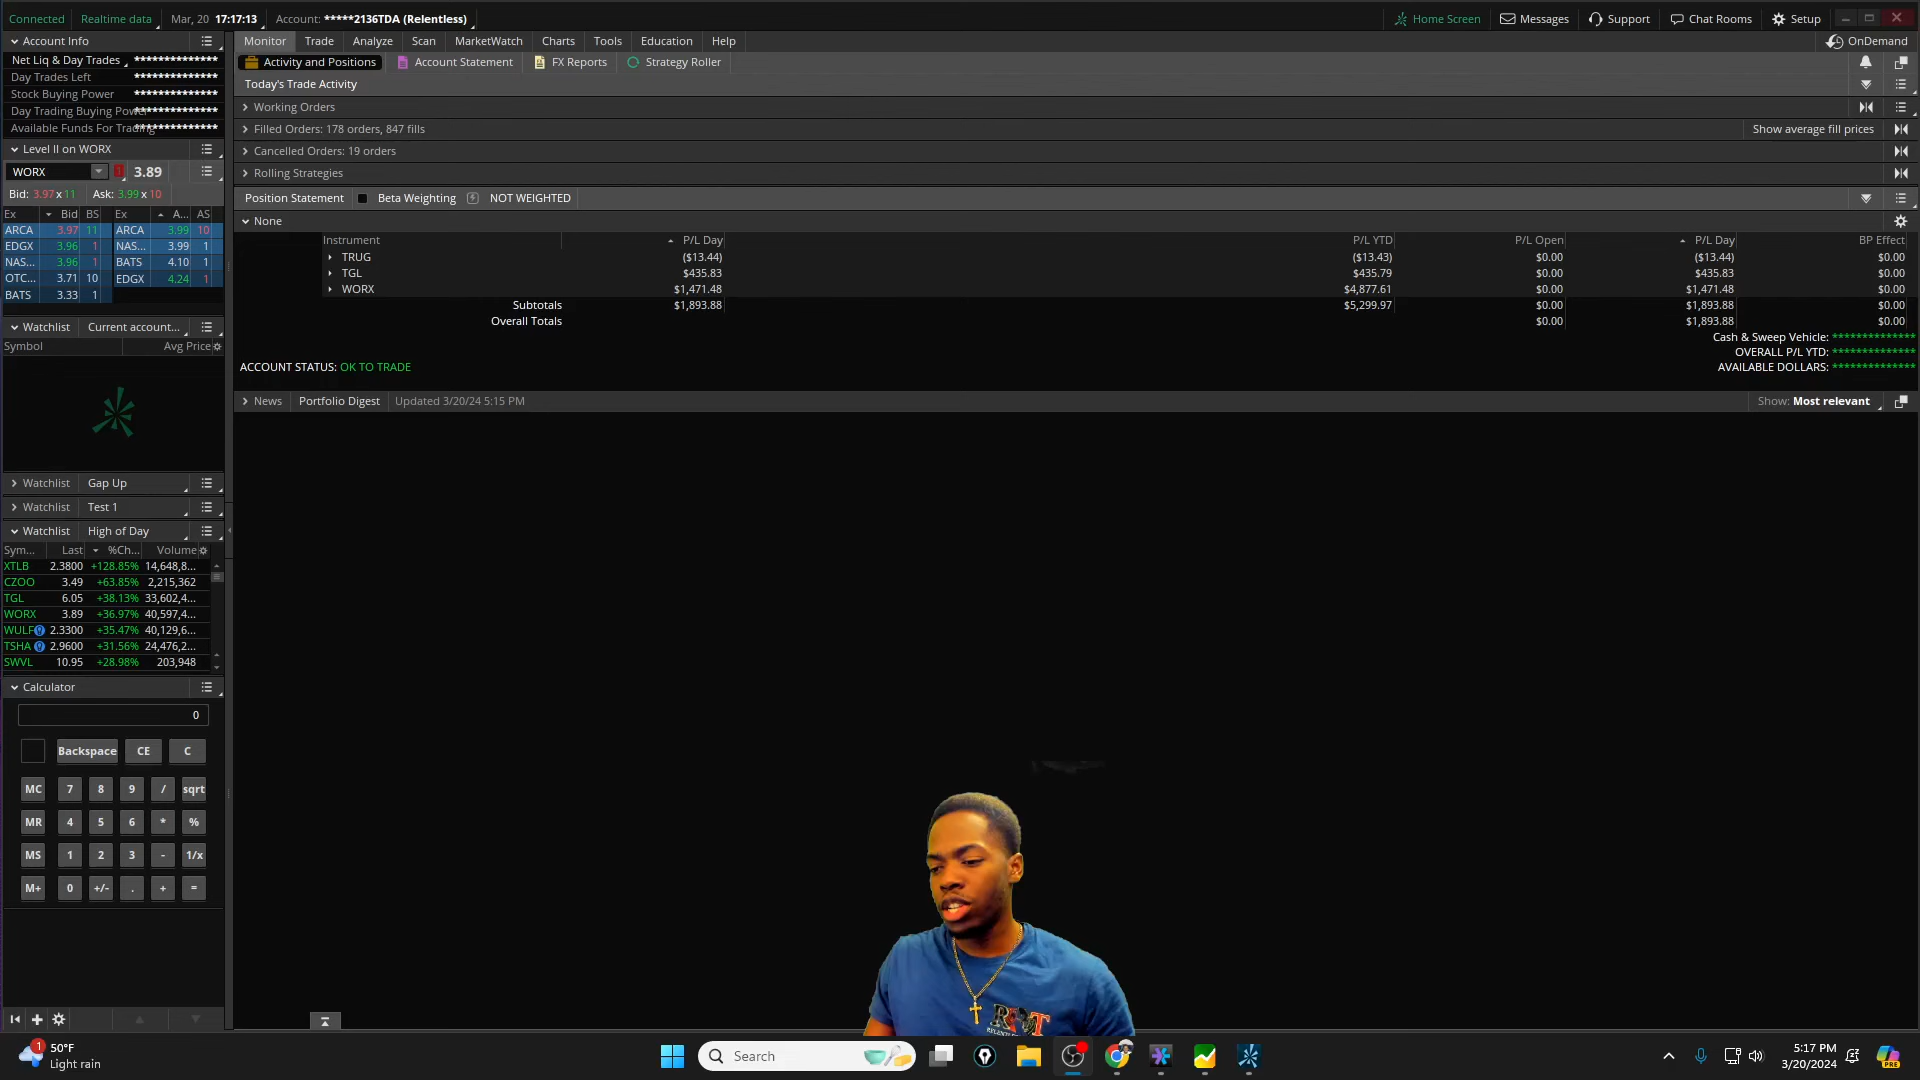 Connected Realtime data Mar, 20 17:17:13 Account: *****2136TDA (Relentless) Home Screen Messages Support Chat Rooms Setup
Account Info Monitor Trade Analyze Scan MarketWatch Charts Tools Education Help OnDemand
Net Liq & Day Trades ************** Activity and Positions Account Statement FX Reports Strategy Roller
Day Trades Left ************** Today's Trade Activity
Stock Buying Power **************
Working Orders
Day Trading Buying Power **************
Available Funds For Trading **************
Filled Orders: 178 orders, 847 fills Show average fill prices
Level II on WORX Cancelled Orders: 19 orders
WORX 1 3.89 Rolling Strategies
Bid: 3.97 x 11 Ask: 3.99 x 10 Position Statement Beta Weighting NOT WEIGHTED
Ex Bid BS Ex A... AS None
ARCA 3.97 11 ARCA 3.99 10
EDGX 3.96 1 NAS... 3.99 1
NAS... 3.96 1 BATS 4.10 1
OTC... 3.71 10 EDGX 4.24 1
BATS 3.33 1
Instrument P/L Day P/L YTD P/L Open P/L Day BP Effect
TRUG ($13.44) ($13.43) $0.00 ($13.44) $0.00
TGL $435.83 $435.79 $0.00 $435.83 $0.00
WORX $1,471.48 $4,877.61 $0.00 $1,471.48 $0.00
Subtotals $1,893.88 $5,299.97 $0.00 $1,893.88 $0.00
Overall Totals $0.00 $1,893.88 $0.00
Cash & Sweep Vehicle: **************
OVERALL P/L YTD: **************
ACCOUNT STATUS: OK TO TRADE AVAILABLE DOLLARS: **************
Watchlist Current account...
Symbol Avg Price
News Portfolio Digest Updated 3/20/24 5:15 PM Show: Most relevant
Watchlist Gap Up
Watchlist Test 1
Watchlist High of Day
Sym... Last %Ch... Volume
XTLB 2.3800 +128.85% 14,648,8...
CZOO 3.49 +63.85% 2,215,362
TGL 6.05 +38.13% 33,602,4...
WORX 3.89 +36.97% 40,597,4...
WULF 2.3300 +35.47% 40,129,6...
TSHA 2.9600 +31.56% 24,476,2...
SWVL 10.95 +28.98% 203,948
Calculator
0
Backspace CE C
MC 7 8 9 / sqrt
MR 4 5 6 * %
MS 1 2 3 - 1/x
M+ 0 +/- . + =
1 50°F
Light rain
Search
5:17 PM
3/20/2024
PRE